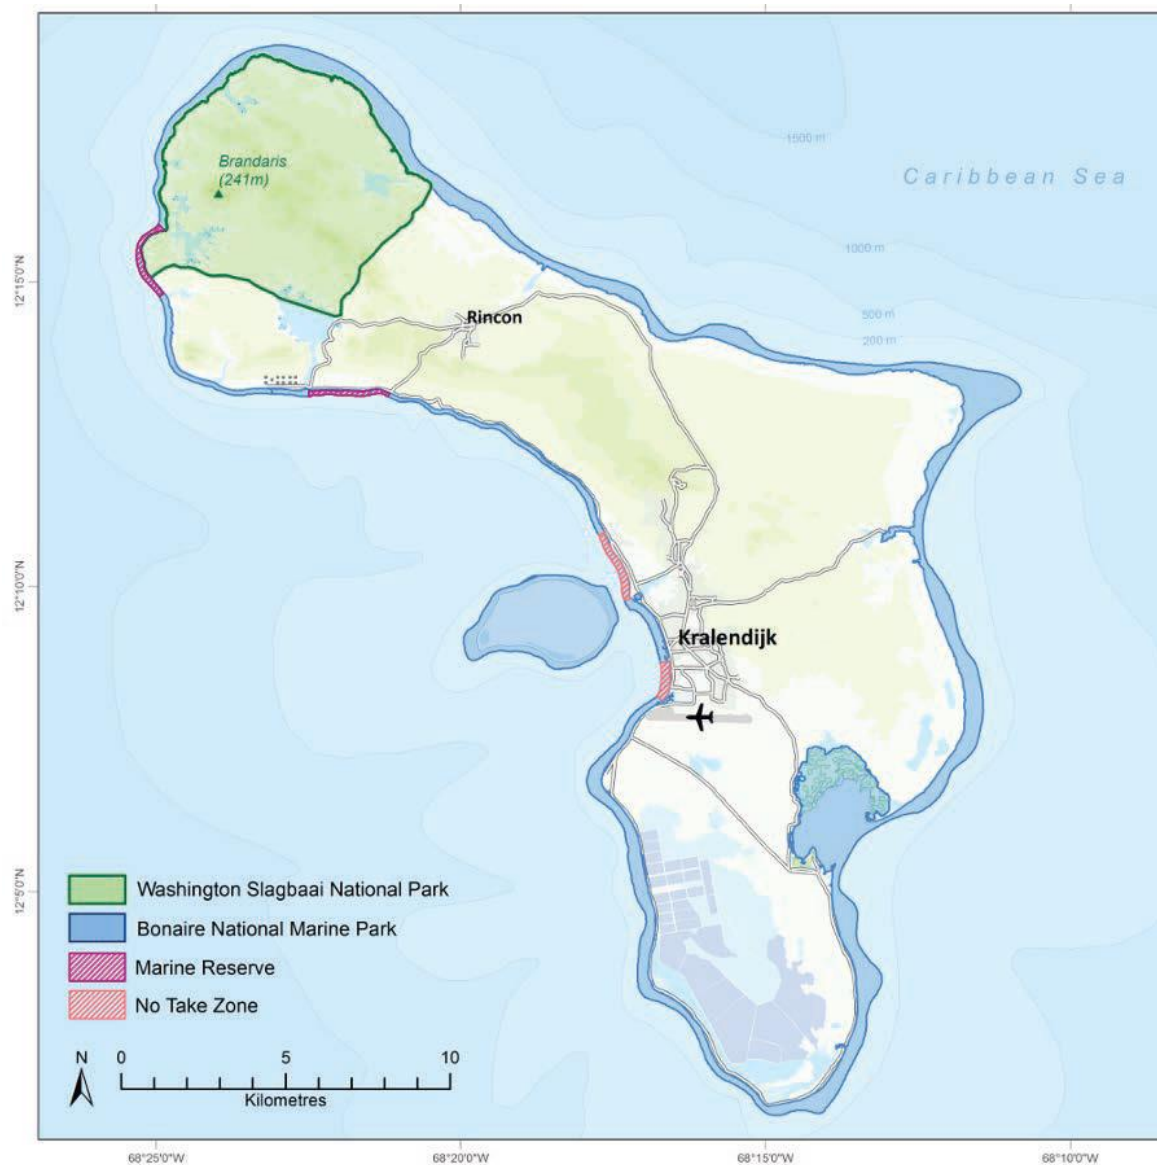 1500 m
Caribbean Sea
Brandaris
(241m)
1000 m
12°15'0"N
Rincon
500 m
200 m
12°10'0"N
Kralendijk
12°5'0"N
Washington Slagbaai National Park
Bonaire National Marine Park
Marine Reserve
No Take Zone
N
0 5 10
Kilometres
68°25'0"W 68°20'0"W 68°15'0"W 68°10'0"W